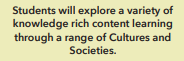 Students will explore a variety of
knowledge rich content learning
through a range of Cultures and
Societies.